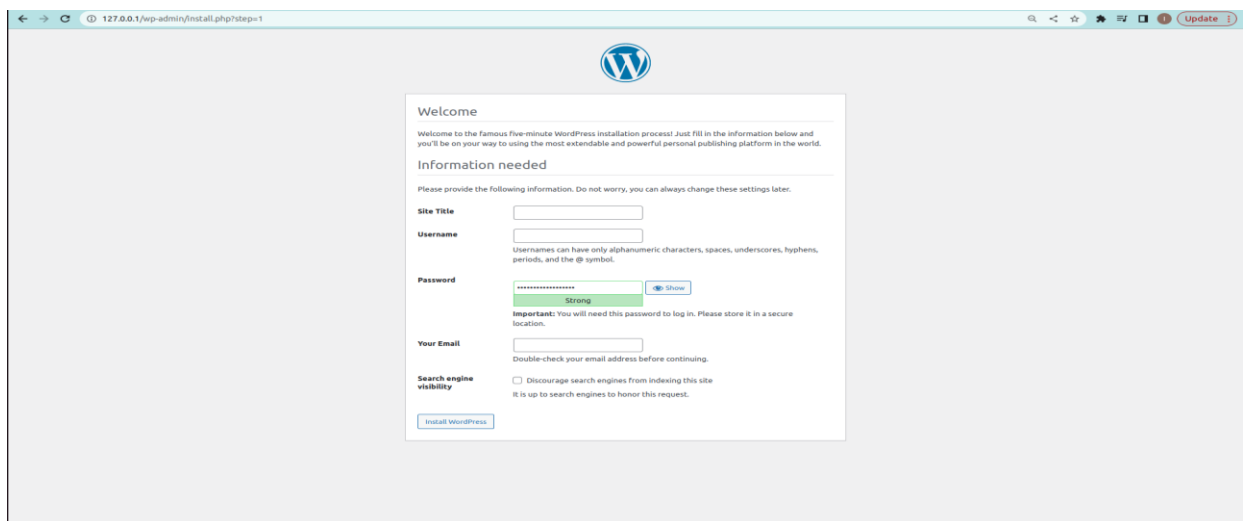 127.0.0.1/wp-admin/install.php?step=1
Update
Welcome
Welcome to the famous five-minute WordPress installation process! Just fill in the information below and
you'll be on your way to using the most extendable and powerful personal publishing platform in the world.
Information needed
Please provide the following information. Do not worry, you can always change these settings later.
Site Title
Username
Usernames can have only alphanumeric characters, spaces, underscores, hyphens,
periods, and the @ symbol.
Password
•••••••••••••••••• Show
Strong
Important: You will need this password to log in. Please store it in a secure
location.
Your Email
Double-check your email address before continuing.
Search engine
visibility
Discourage search engines from indexing this site
It is up to search engines to honor this request.
Install WordPress